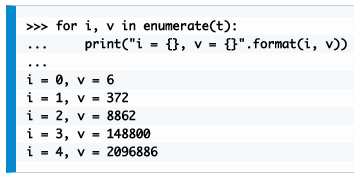 >>> for i, v in enumerate(t):
...     print("i = {}, v = {}".format(i, v))
...
i = 0, v = 6
i = 1, v = 372
i = 2, v = 8862
i = 3, v = 148800
i = 4, v = 2096886